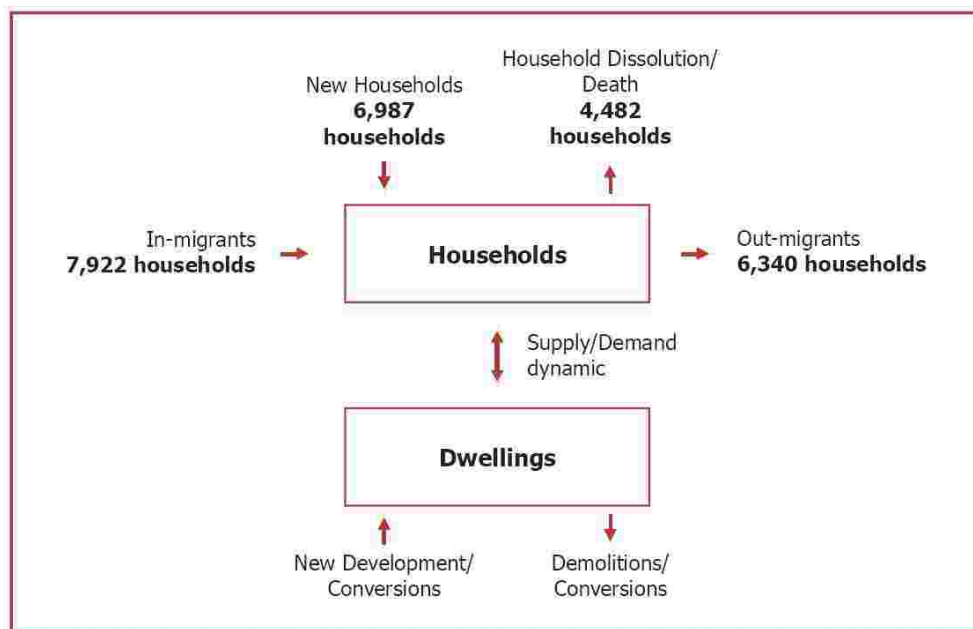 New Households
6,987
households
Household Dissolution/
Death
4,482
households
In-migrants
7,922 households
Households
Out-migrants
6,340 households
Supply/Demand
dynamic
Dwellings
New Development/
Conversions
Demolitions/
Conversions